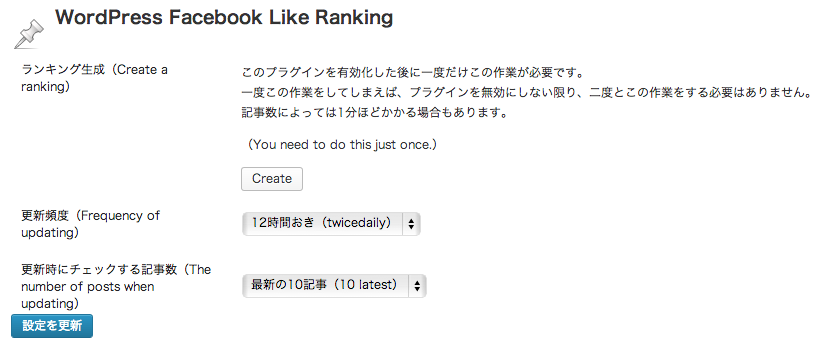 WordPress Facebook Like Ranking
ランキング生成（Create a
ranking）
このプラグインを有効化した後に一度だけこの作業が必要です。
一度この作業をしてしまえば、プラグインを無効にしない限り、二度とこの作業をする必要はありません。
記事数によっては1分ほどかかる場合もあります。
（You need to do this just once.）
Create
更新頻度（Frequency of
updating）
12時間おき（twicedaily）
更新時にチェックする記事数（The
number of posts when
updating）
最新の10記事（10 latest）
設定を更新